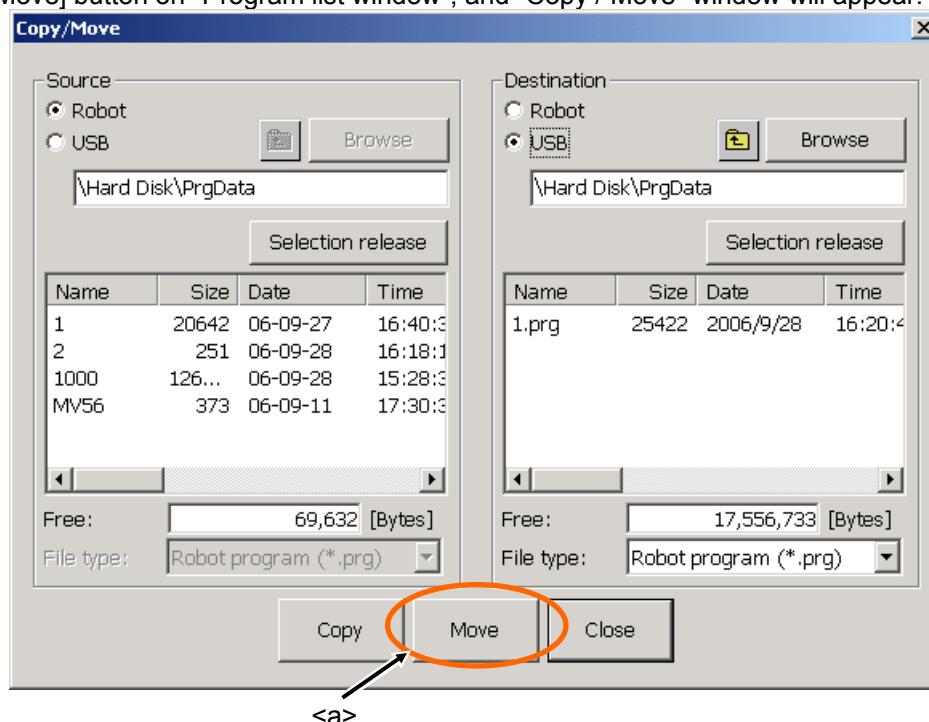 Move] button on "Program list window", and "Copy / Move" window will appear.
Copy/Move
Source
Robot
USB
Browse
\Hard Disk\PrgData
Selection release
Name Size Date Time
1 20642 06-09-27 16:40:3
2 251 06-09-28 16:18:1
1000 126... 06-09-28 15:28:3
MV56 373 06-09-11 17:30:3
Free: 69,632 [Bytes]
File type: Robot program (*.prg)
Destination
Robot
USB
Browse
\Hard Disk\PrgData
Selection release
Name Size Date Time
1.prg 25422 2006/9/28 16:20:4
Free: 17,556,733 [Bytes]
File type: Robot program (*.prg)
Copy Move Close
<a>